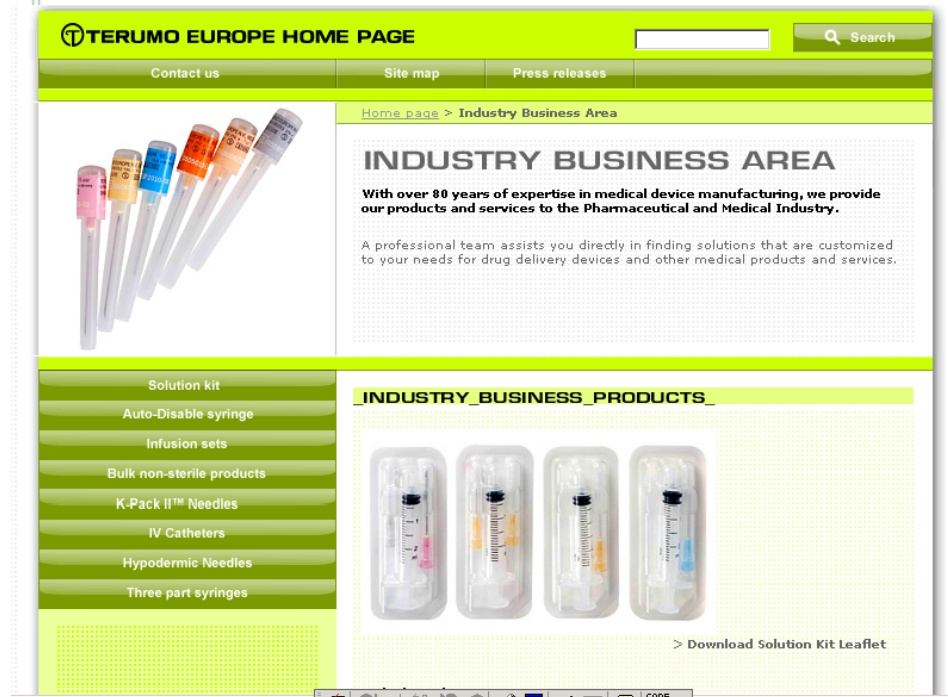 TERUMO EUROPE HOME PAGE
Search
Contact us
Site map
Press releases
Home page > Industry Business Area
INDUSTRY BUSINESS AREA
With over 80 years of expertise in medical device manufacturing, we provide
our products and services to the Pharmaceutical and Medical Industry.
A professional team assists you directly in finding solutions that are customized
to your needs for drug delivery devices and other medical products and services.
Solution kit
Auto-Disable syringe
Infusion sets
Bulk non-sterile products
K-Pack II™ Needles
IV Catheters
Hypodermic Needles
Three part syringes
_INDUSTRY_BUSINESS_PRODUCTS_
> Download Solution Kit Leaflet